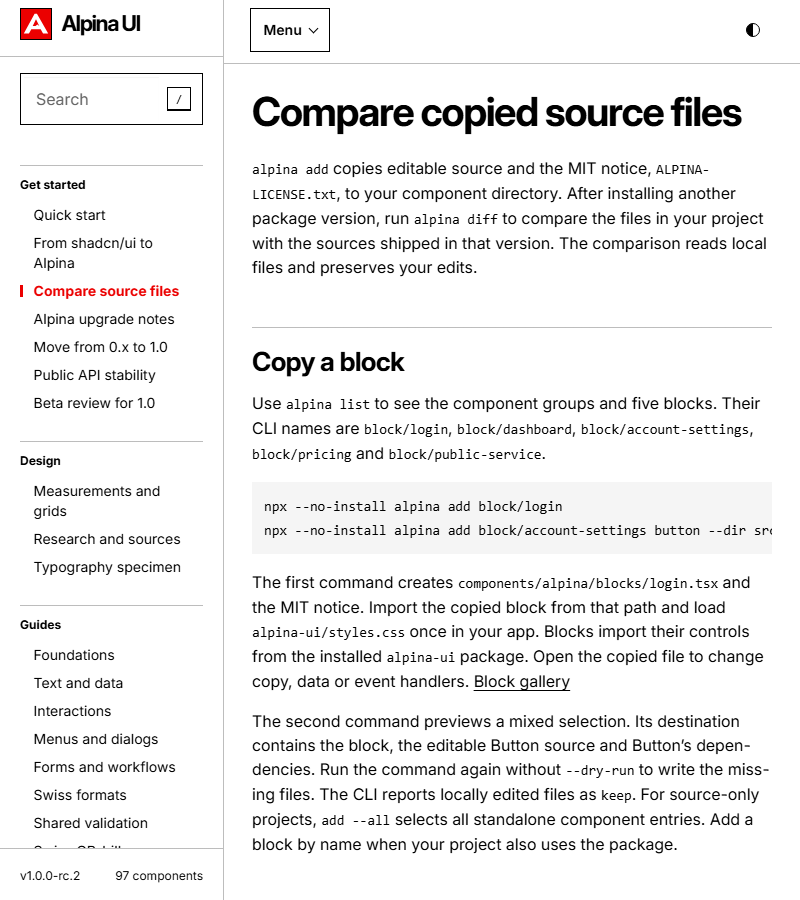 Alpina UI
Search
/
Get started
Quick start
From shadcn/ui to
Alpina
Compare source files
Alpina upgrade notes
Move from 0.x to 1.0
Public API stability
Beta review for 1.0
Design
Measurements and
grids
Research and sources
Typography specimen
Guides
Foundations
Text and data
Interactions
Menus and dialogs
Forms and workflows
Swiss formats
Shared validation
v1.0.0-rc.2
97 components
Menu
Compare copied source files
alpina add copies editable source and the MIT notice, ALPINA-
LICENSE.txt, to your component directory. After installing another
package version, run alpina diff to compare the files in your project
with the sources shipped in that version. The comparison reads local
files and preserves your edits.
Copy a block
Use alpina list to see the component groups and five blocks. Their
CLI names are block/login, block/dashboard, block/account-settings,
block/pricing and block/public-service.
npx --no-install alpina add block/login
npx --no-install alpina add block/account-settings button --dir src
The first command creates components/alpina/blocks/login.tsx and
the MIT notice. Import the copied block from that path and load
alpina-ui/styles.css once in your app. Blocks import their controls
from the installed alpina-ui package. Open the copied file to change
copy, data or event handlers. Block gallery
The second command previews a mixed selection. Its destination
contains the block, the editable Button source and Button’s depen-
dencies. Run the command again without --dry-run to write the miss-
ing files. The CLI reports locally edited files as keep. For source-only
projects, add --all selects all standalone component entries. Add a
block by name when your project also uses the package.